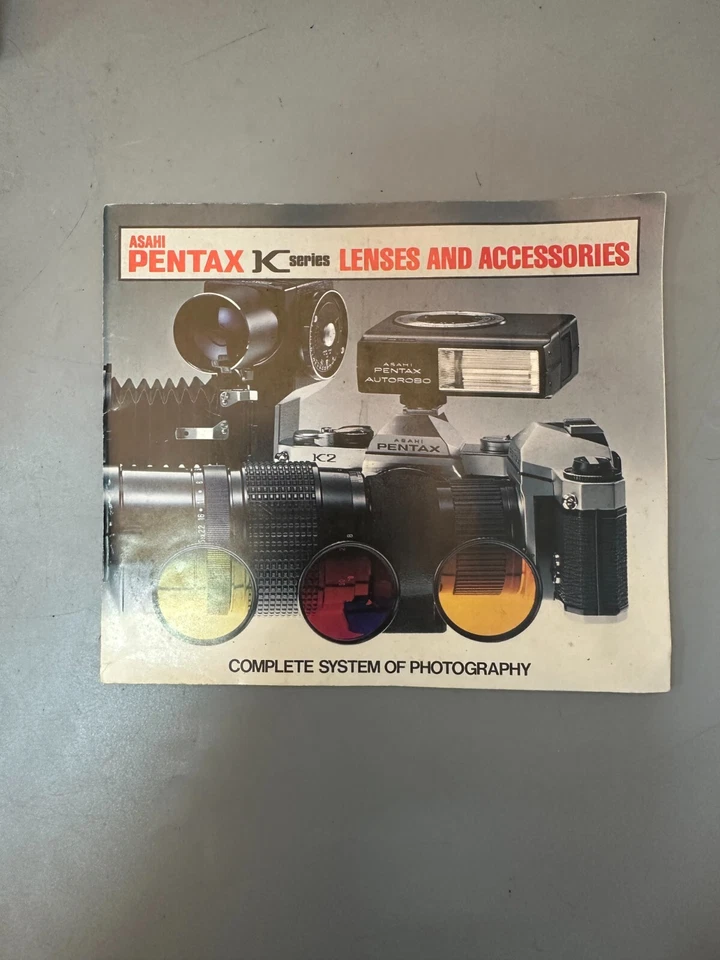 ASAHI
PENTAX K series LENSES AND ACCESSORIES
ASAHI
PENTAX
AUTOROBO
K2
ASAHI
PENTAX
COMPLETE SYSTEM OF PHOTOGRAPHY